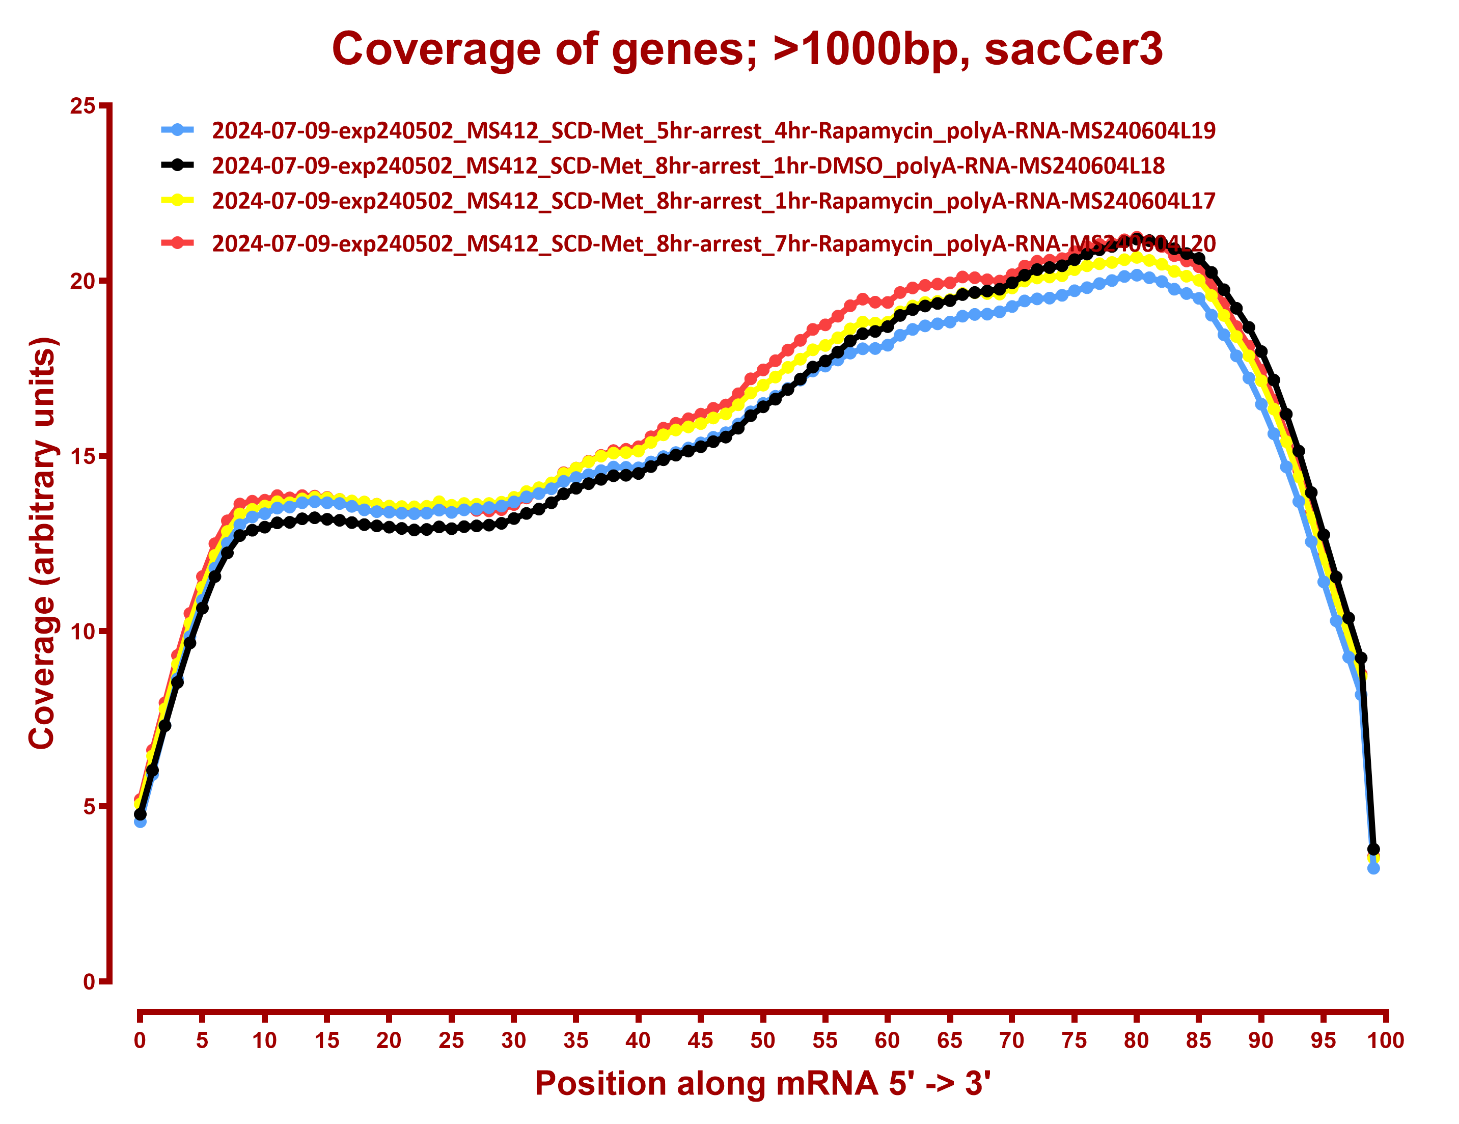 Coverage of genes; >1000bp, sacCer3
2024-07-09-exp240502_MS412_SCD-Met_5hr-arrest_4hr-Rapamycin_polyA-RNA-MS240604L19
2024-07-09-exp240502_MS412_SCD-Met_8hr-arrest_1hr-DMSO_polyA-RNA-MS240604L18
2024-07-09-exp240502_MS412_SCD-Met_8hr-arrest_1hr-Rapamycin_polyA-RNA-MS240604L17
2024-07-09-exp240502_MS412_SCD-Met_8hr-arrest_7hr-Rapamycin_polyA-RNA-MS240604L20
Coverage (arbitrary units)
25
20
15
10
5
0
0 5 10 15 20 25 30 35 40 45 50 55 60 65 70 75 80 85 90 95 100
Position along mRNA 5' -> 3'